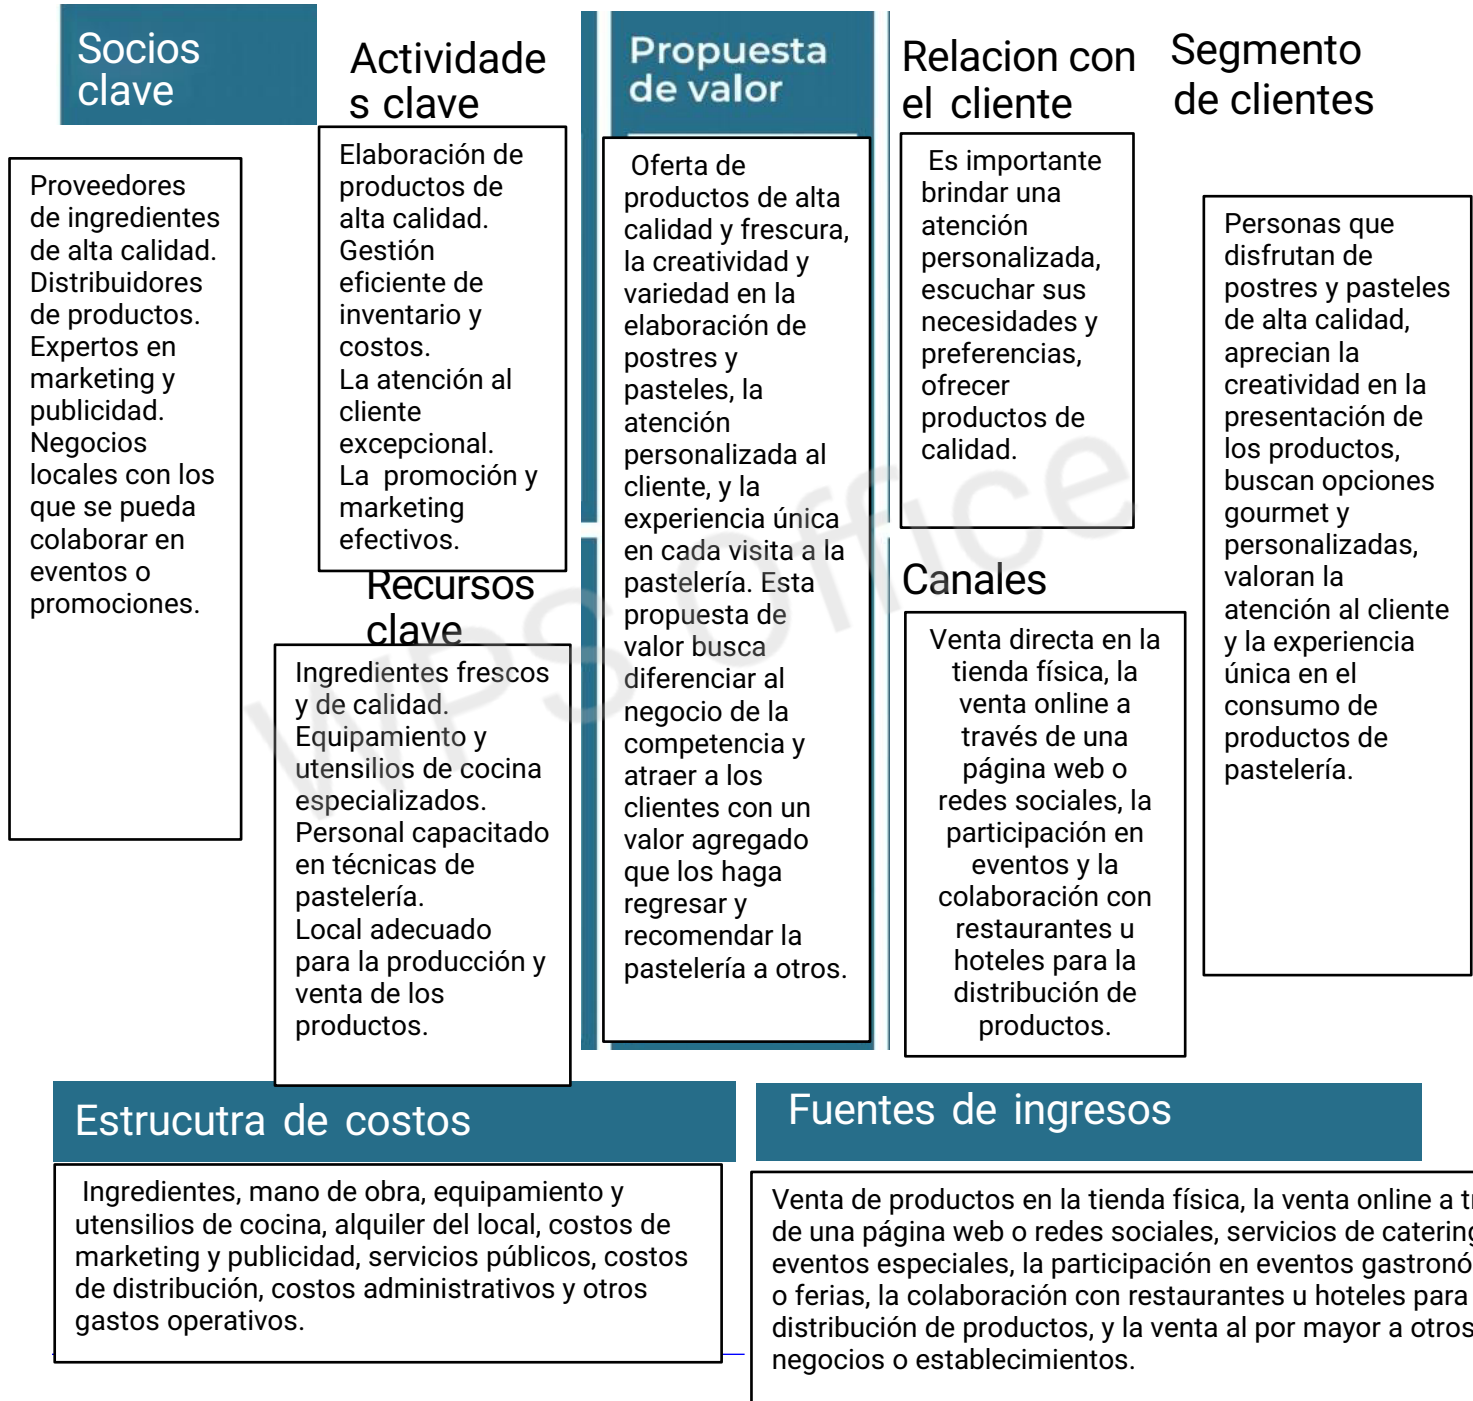 Socios
clave
Proveedores
de ingredientes
de alta calidad.
Distribuidores
de productos.
Expertos en
marketing y
publicidad.
Negocios
locales con los
que se pueda
colaborar en
eventos o
promociones.
Actividade
s clave
Elaboración de
productos de
alta calidad.
Gestión
eficiente de
inventario y
costos.
La atención al
cliente
excepcional.
La promoción y
marketing
efectivos.
Recursos
clave
Ingredientes frescos
y de calidad.
Equipamiento y
utensilios de cocina
especializados.
Personal capacitado
en técnicas de
pastelería.
Local adecuado
para la producción y
venta de los
productos.
Propuesta
de valor
Oferta de
productos de alta
calidad y frescura,
la creatividad y
variedad en la
elaboración de
postres y
pasteles, la
atención
personalizada al
cliente, y la
experiencia única
en cada visita a la
pastelería. Esta
propuesta de
valor busca
diferenciar al
negocio de la
competencia y
atraer a los
clientes con un
valor agregado
que los haga
regresar y
recomendar la
pastelería a otros.
Relacion con
el cliente
Es importante
brindar una
atención
personalizada,
escuchar sus
necesidades y
preferencias,
ofrecer
productos de
calidad.
Canales
Venta directa en la
tienda física, la
venta online a
través de una
página web o
redes sociales, la
participación en
eventos y la
colaboración con
restaurantes u
hoteles para la
distribución de
productos.
Segmento
de clientes
Personas que
disfrutan de
postres y pasteles
de alta calidad,
aprecian la
creatividad en la
presentación de
los productos,
buscan opciones
gourmet y
personalizadas,
valoran la
atención al cliente
y la experiencia
única en el
consumo de
productos de
pastelería.
Estrucutra de costos
Ingredientes, mano de obra, equipamiento y
utensilios de cocina, alquiler del local, costos de
marketing y publicidad, servicios públicos, costos
de distribución, costos administrativos y otros
gastos operativos.
Fuentes de ingresos
Venta de productos en la tienda física, la venta online a
de una página web o redes sociales, servicios de catering
eventos especiales, la participación en eventos
o ferias, la colaboración con restaurantes u hoteles para
distribución de productos, y la venta al por mayor a otros
negocios o establecimientos.
WPS Office